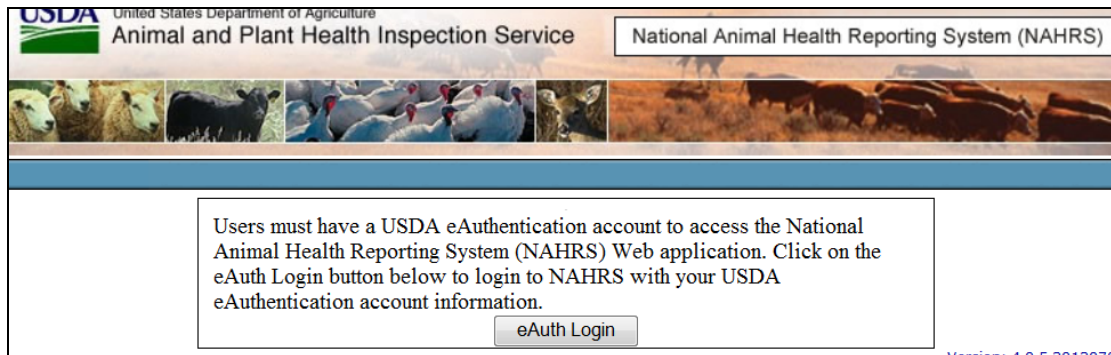 USDA
United States Department of Agriculture
Animal and Plant Health Inspection Service
National Animal Health Reporting System (NAHRS)
Users must have a USDA eAuthentication account to access the National
Animal Health Reporting System (NAHRS) Web application. Click on the
eAuth Login button below to login to NAHRS with your USDA
eAuthentication account information.
eAuth Login